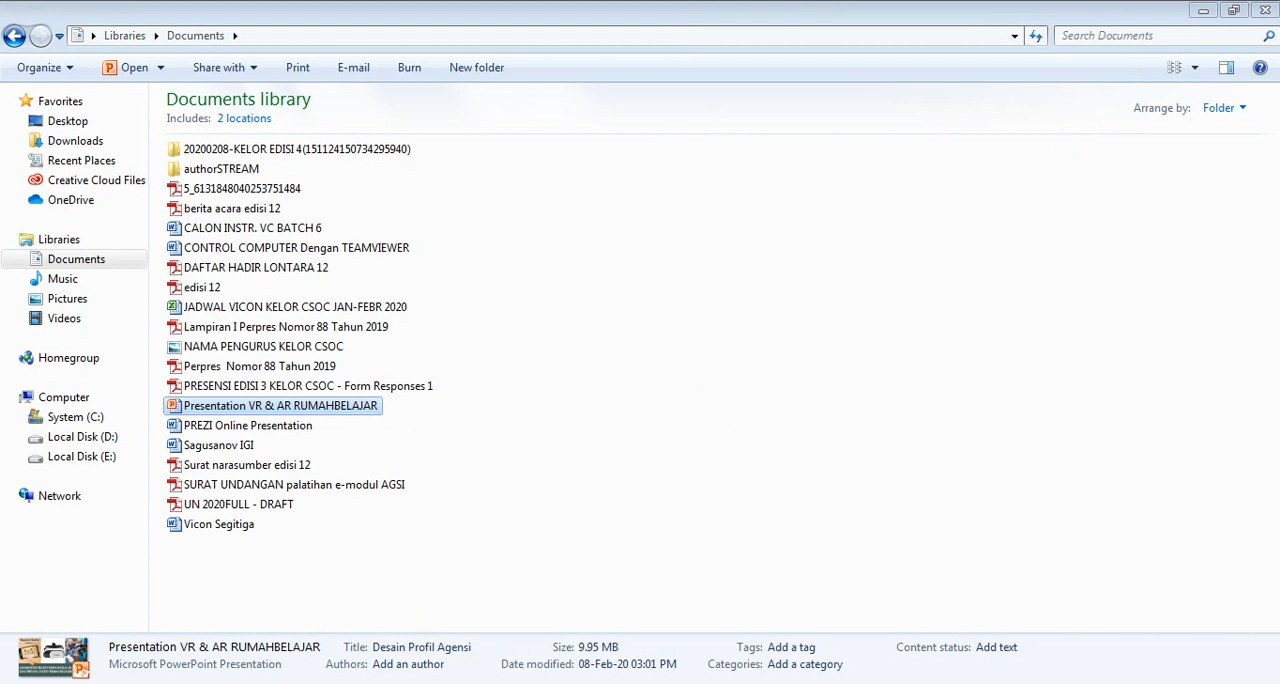 Libraries Documents
Search Documents
Organize Open Share with Print E-mail Burn New folder
Documents library
Includes: 2 locations
Arrange by: Folder
Favorites
Desktop
Downloads
Recent Places
Creative Cloud Files
OneDrive
Libraries
Documents
Music
Pictures
Videos
Homegroup
Computer
System (C:)
Local Disk (D:)
Local Disk (E:)
Network
20200208-KELOR EDISI 4(151124150734295940)
authorSTREAM
5_6131848040253751484
berita acara edisi 12
CALON INSTR. VC BATCH 6
CONTROL COMPUTER Dengan TEAMVIEWER
DAFTAR HADIR LONTARA 12
edisi 12
JADWAL VICON KELOR CSOC JAN-FEBR 2020
Lampiran I Perpres Nomor 88 Tahun 2019
NAMA PENGURUS KELOR CSOC
Perpres  Nomor 88 Tahun 2019
PRESENSI EDISI 3 KELOR CSOC - Form Responses 1
Presentation VR & AR RUMAHBELAJAR
PREZI Online Presentation
Sagusanov IGI
Surat narasumber edisi 12
SURAT UNDANGAN palatihan e-modul AGSI
UN 2020FULL - DRAFT
Vicon Segitiga
Presentation VR & AR RUMAHBELAJAR Title: Desain Profil Agensi Size: 9.95 MB Tags: Add a tag Content status: Add text
Microsoft PowerPoint Presentation Authors: Add an author Date modified: 08-Feb-20 03:01 PM Categories: Add a category